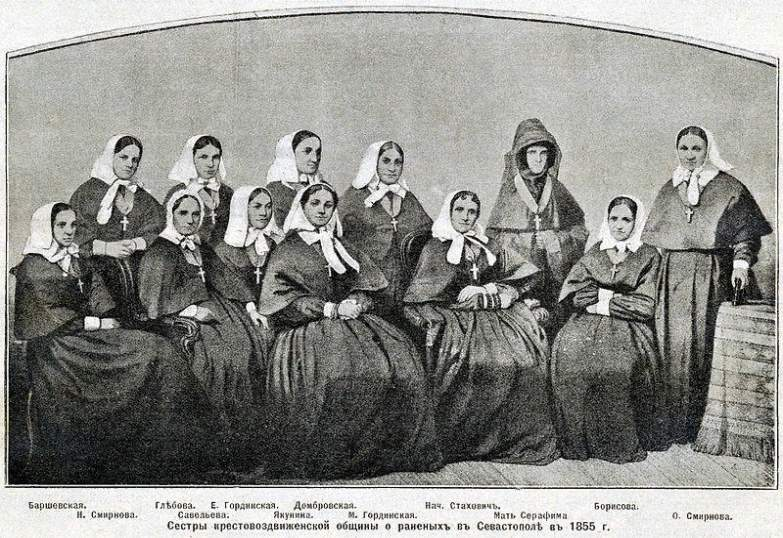 Баршевская. Глѣбова. Е. Гординская. Домбровская. Нач. Стаховичъ. Борисова.
Н. Смирнова. Савельева. Якунина. М. Гординская. Мать Серафима О. Смирнова.
Сестры крестовоздвиженской общины о раненыхъ въ Севастополѣ въ 1855 г.